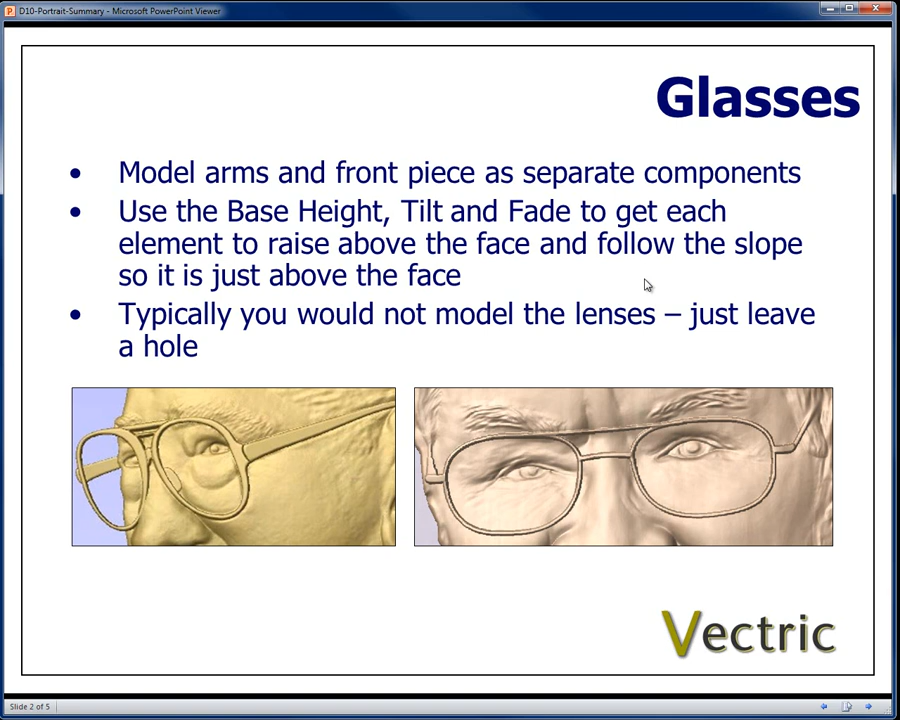 D10-Portrait-Summary - Microsoft PowerPoint Viewer
Glasses
• Model arms and front piece as separate components
• Use the Base Height, Tilt and Fade to get each
element to raise above the face and follow the slope
so it is just above the face
• Typically you would not model the lenses – just leave
a hole
Vectric
Slide 2 of 5